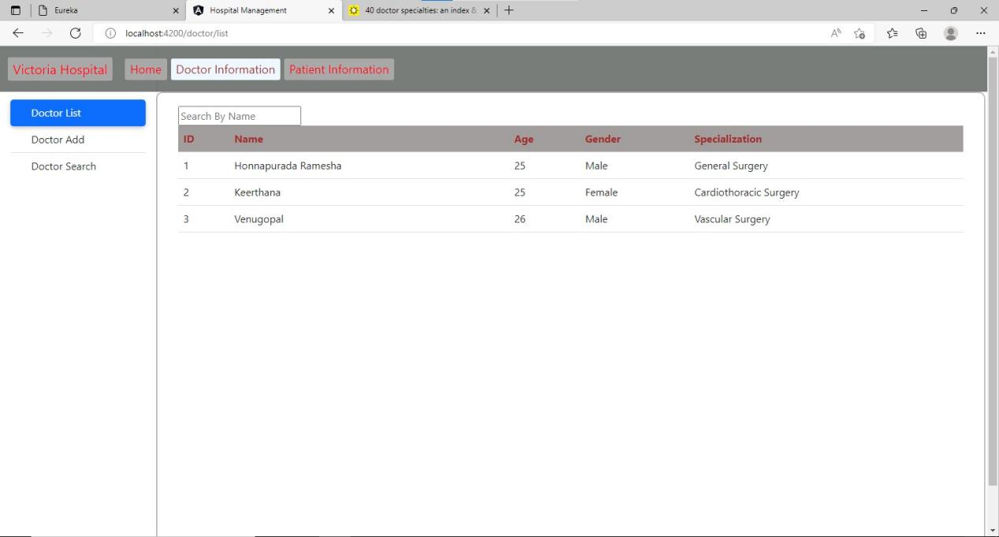 Eureka
Hospital Management
40 doctor specialties: an index &
localhost:4200/doctor/list
Victoria Hospital Home Doctor Information Patient Information
Doctor List
Doctor Add
Doctor Search
Search By Name
ID Name Age Gender Specialization
1 Honnapurada Ramesha 25 Male General Surgery
2 Keerthana 25 Female Cardiothoracic Surgery
3 Venugopal 26 Male Vascular Surgery